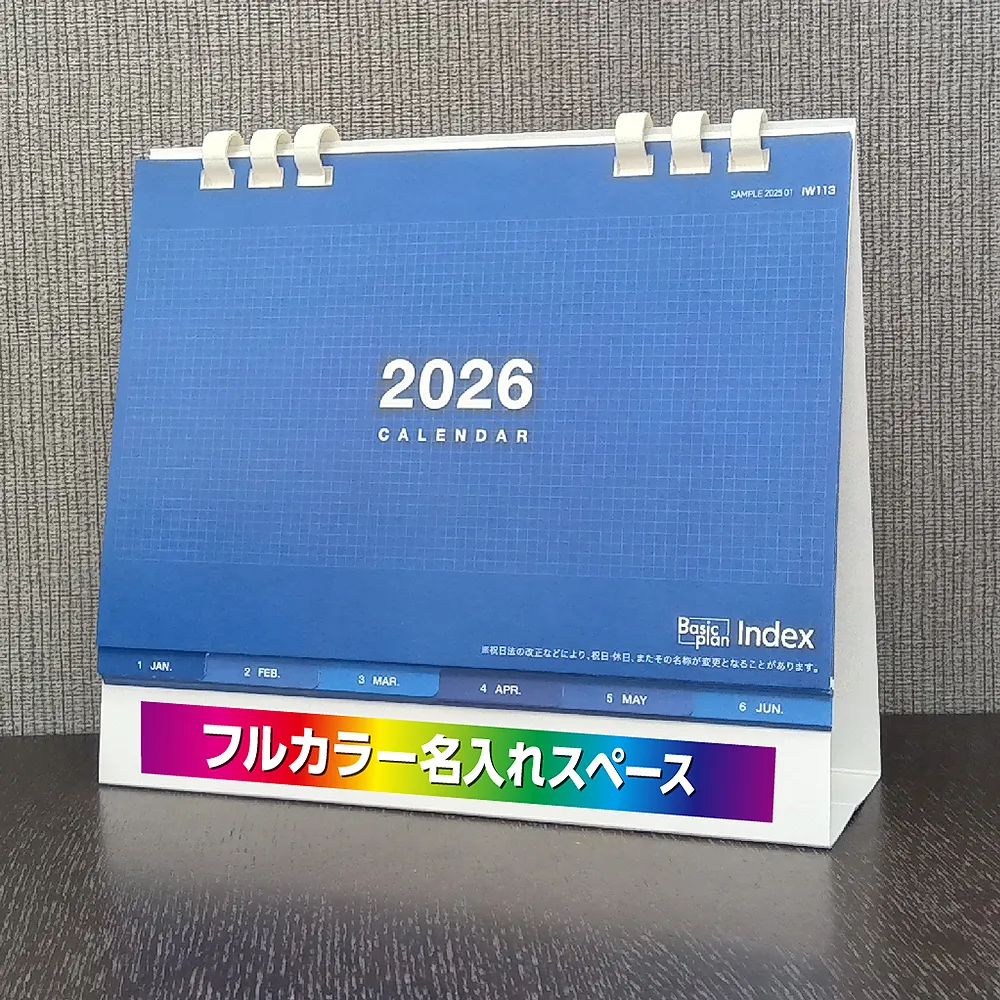 SAMPLE 2025 01 IW113
2026
CALENDAR
Basic plan Index
※祝日法の改正などにより、祝日・休日、またその名称が変更となることがあります。
1 JAN.
2 FEB.
3 MAR.
4 APR.
5 MAY
6 JUN.
フルカラー名入れスペース